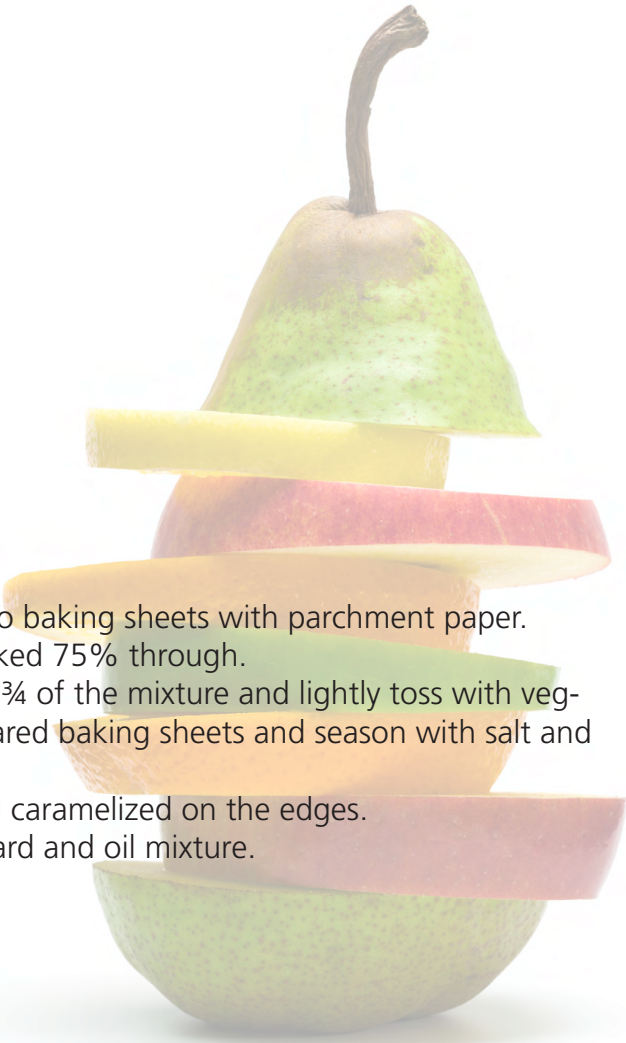 o baking sheets with parchment paper.
ked 75% through.
¾ of the mixture and lightly toss with veg-
ared baking sheets and season with salt and
caramelized on the edges.
ard and oil mixture.